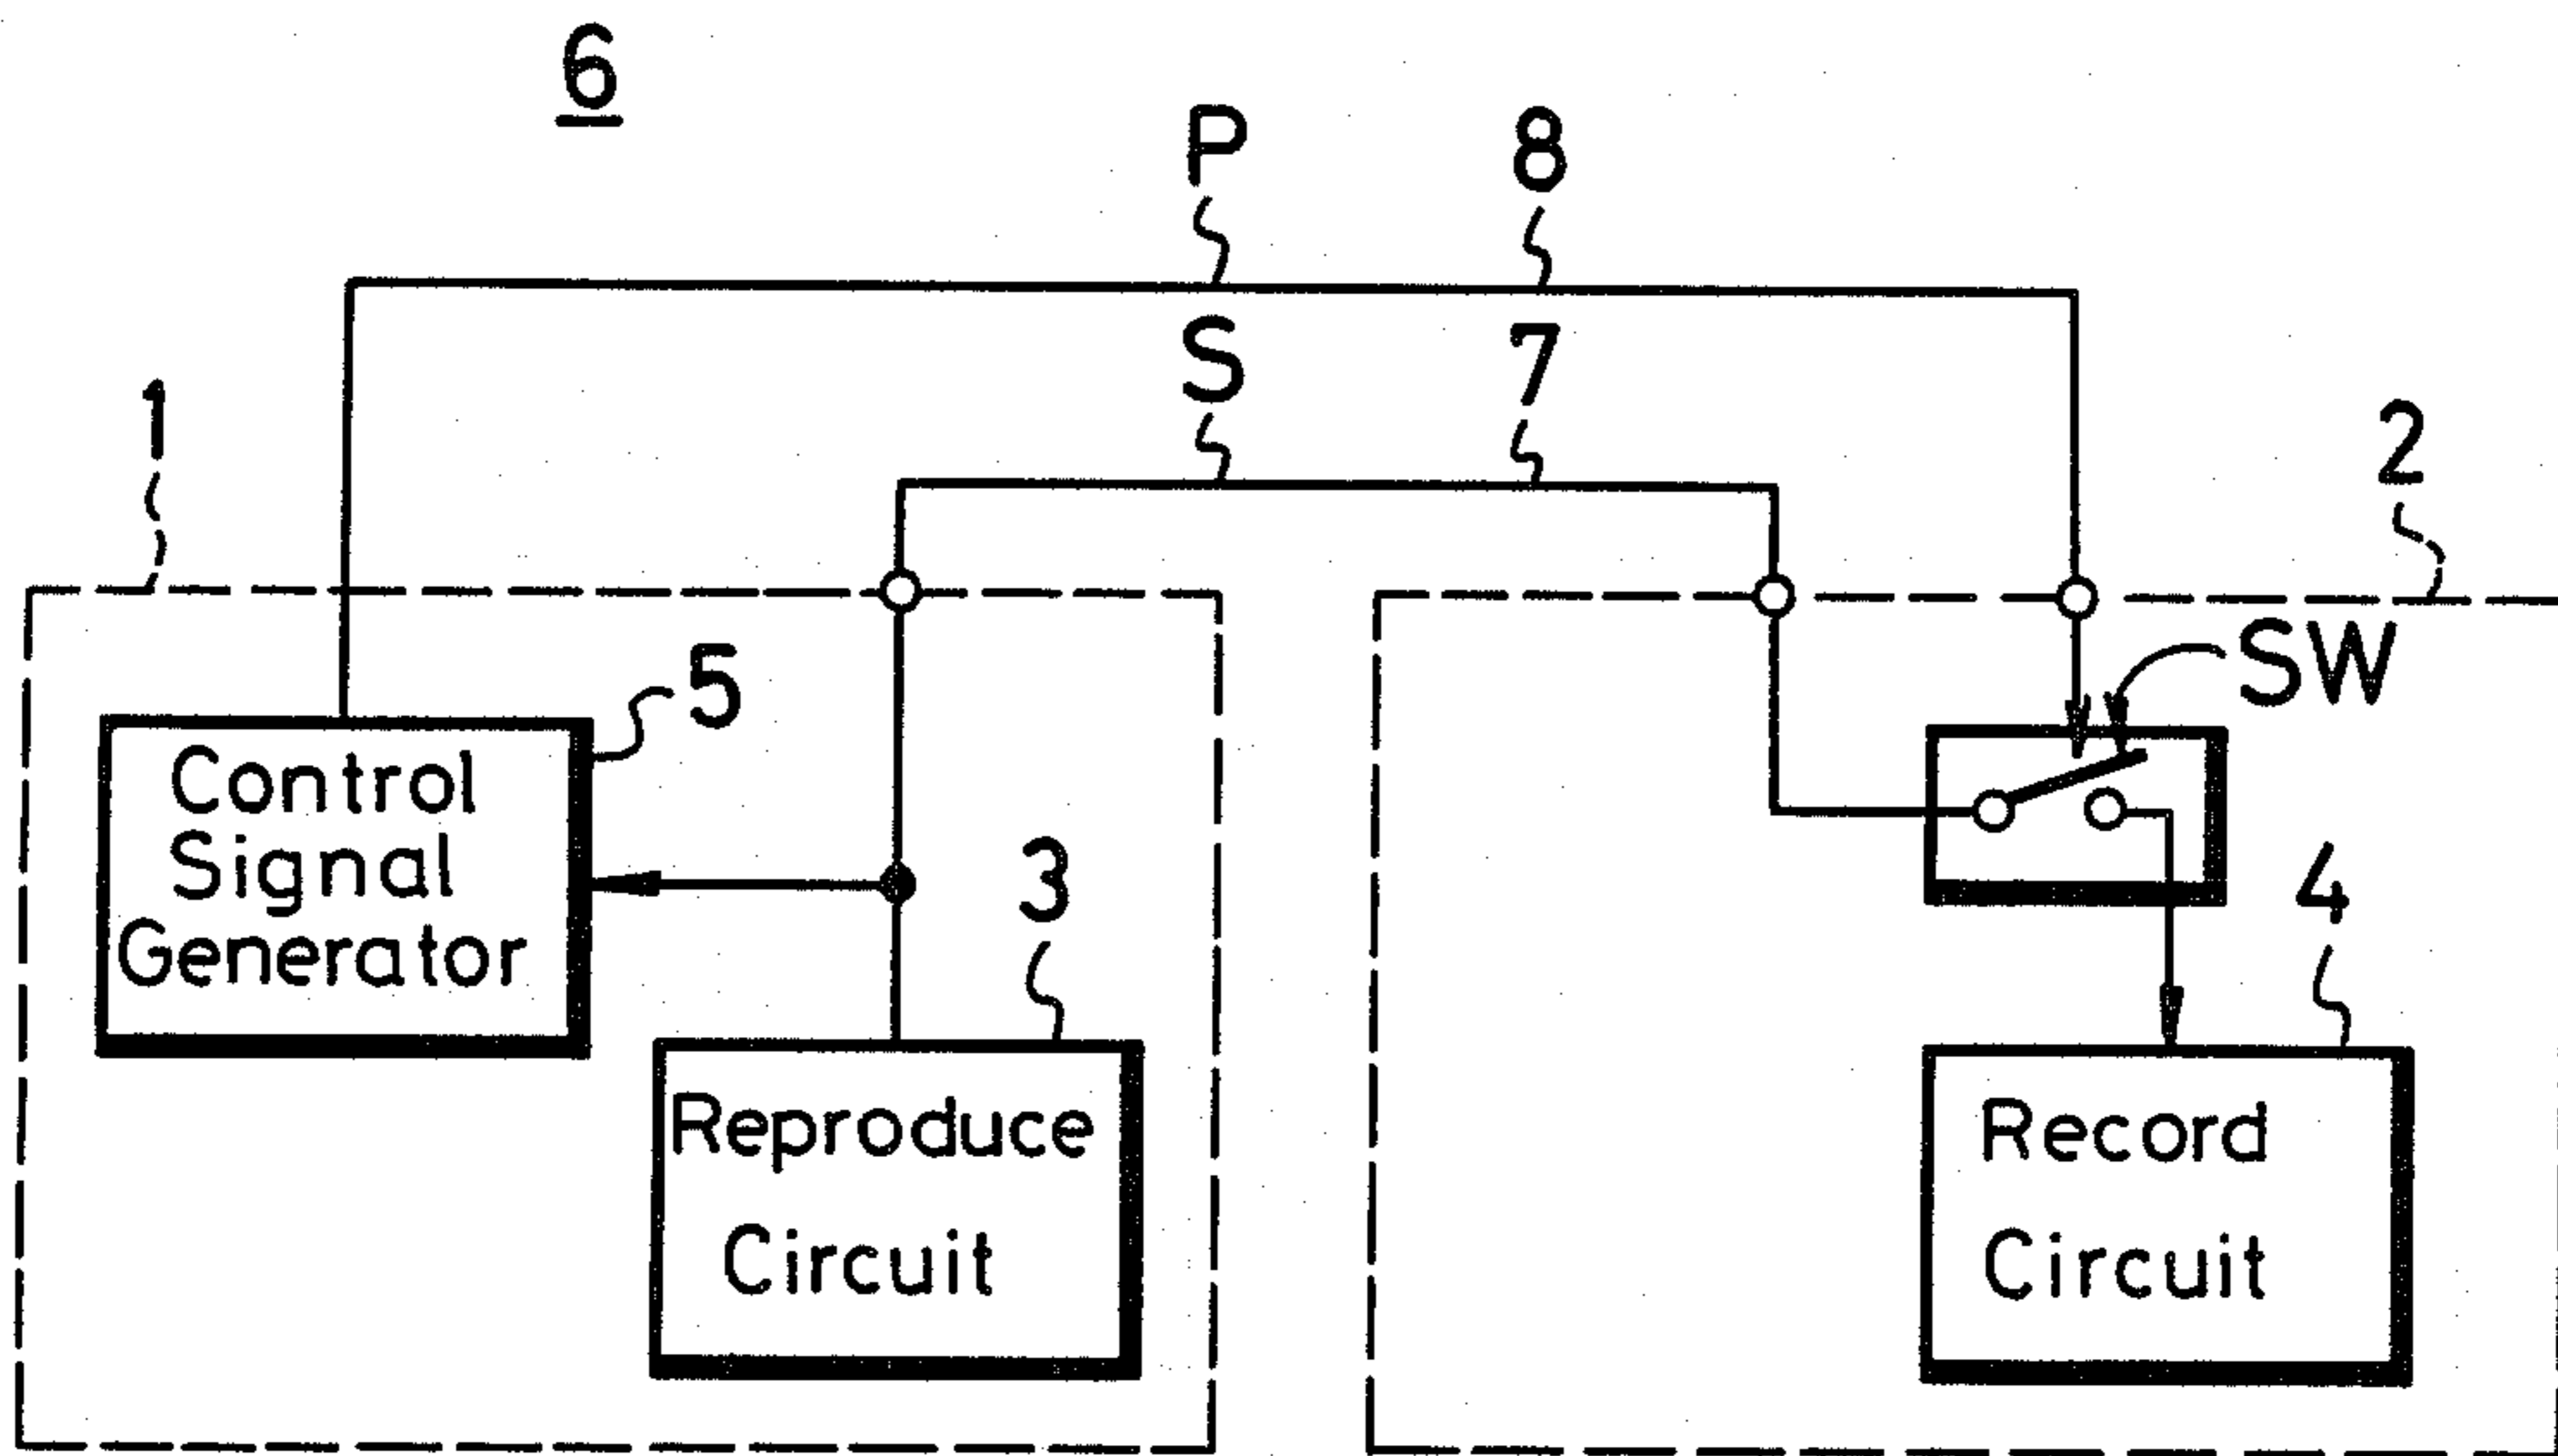 6
P
8
S
7
1
2
SW
5
Control
Signal
Generator
3
4
Reproduce
Circuit
Record
Circuit